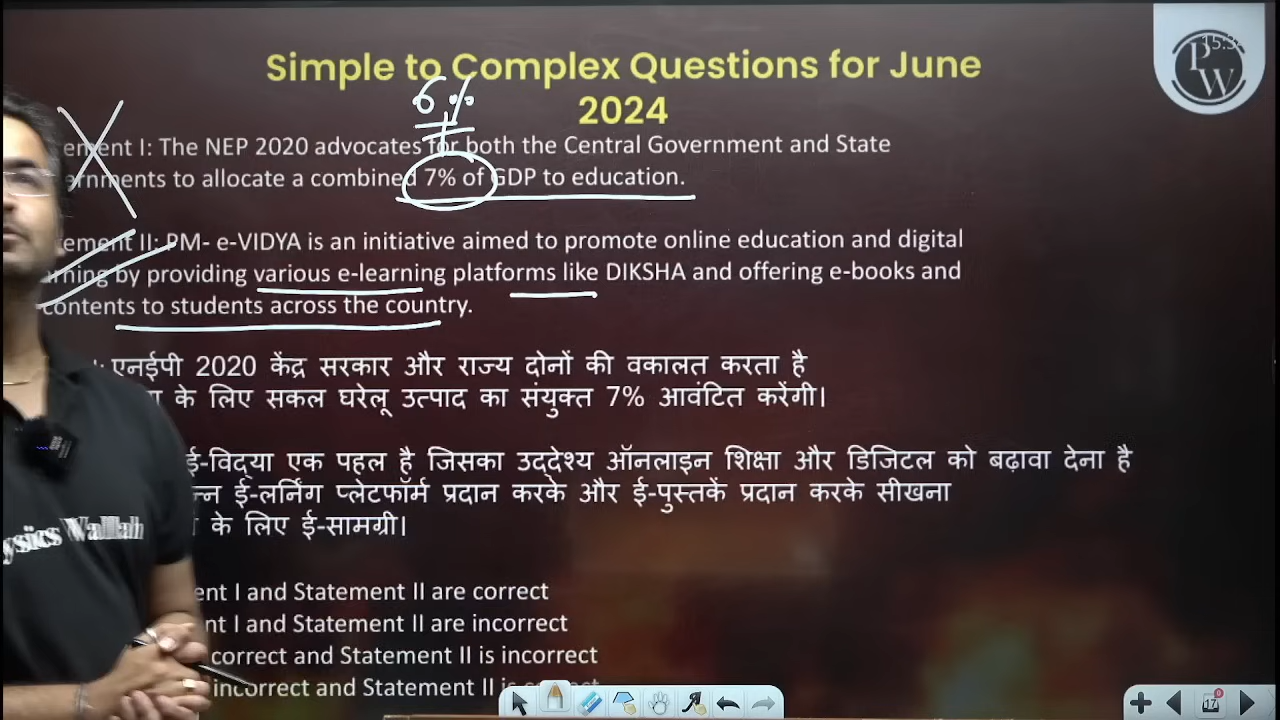 Simple to Complex Questions for June
2024
6%
ement I: The NEP 2020 advocates for both the Central Government and State
ernments to allocate a combined 7% of GDP to education.
ement II: PM- e-VIDYA is an initiative aimed to promote online education and digital
rning by providing various e-learning platforms like DIKSHA and offering e-books and
contents to students across the country.
: एनईपी 2020 केंद्र सरकार और राज्य दोनों की वकालत करता है
के लिए सकल घरेलू उत्पाद का संयुक्त 7% आवंटित करेंगी।
ई-विद्या एक पहल है जिसका उद्देश्य ऑनलाइन शिक्षा और डिजिटल को बढ़ावा देना है
न्न ई-लर्निंग प्लेटफॉर्म प्रदान करके और ई-पुस्तकें प्रदान करके सीखना
के लिए ई-सामग्री।
ent I and Statement II are correct
nt I and Statement II are incorrect
correct and Statement II is incorrect
incorrect and Statement II is
PW
ysics Wallah
17